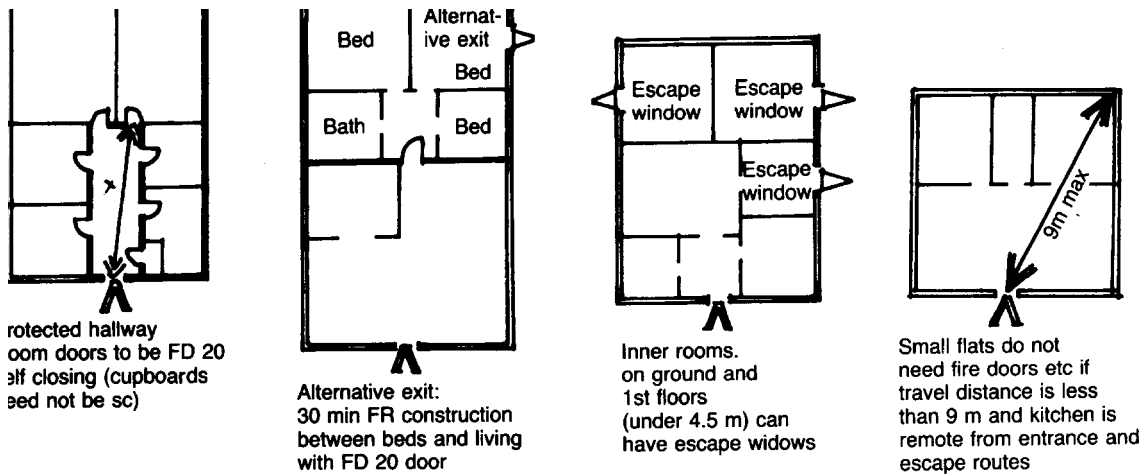 Bed
Alternat-
ive exit
Bed
Bath
Bed
Escape
window
Escape
window
Escape
window
9m max
x
rotected hallway
oom doors to be FD 20
elf closing (cupboards
eed not be sc)
Alternative exit:
30 min FR construction
between beds and living
with FD 20 door
Inner rooms.
on ground and
1st floors
(under 4.5 m) can
have escape widows
Small flats do not
need fire doors etc if
travel distance is less
than 9 m and kitchen is
remote from entrance and
escape routes